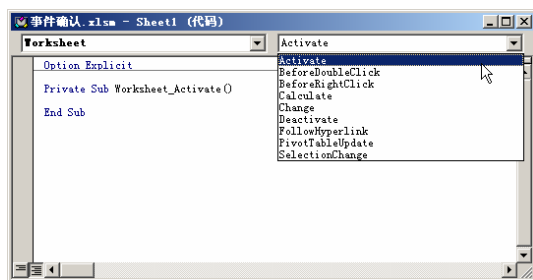 事件确认.xlsm - Sheet1 (代码)
Worksheet
Activate
Option Explicit
Private Sub Worksheet_Activate()
End Sub
Activate
BeforeDoubleClick
BeforeRightClick
Calculate
Change
Deactivate
FollowHyperlink
PivotTableUpdate
SelectionChange